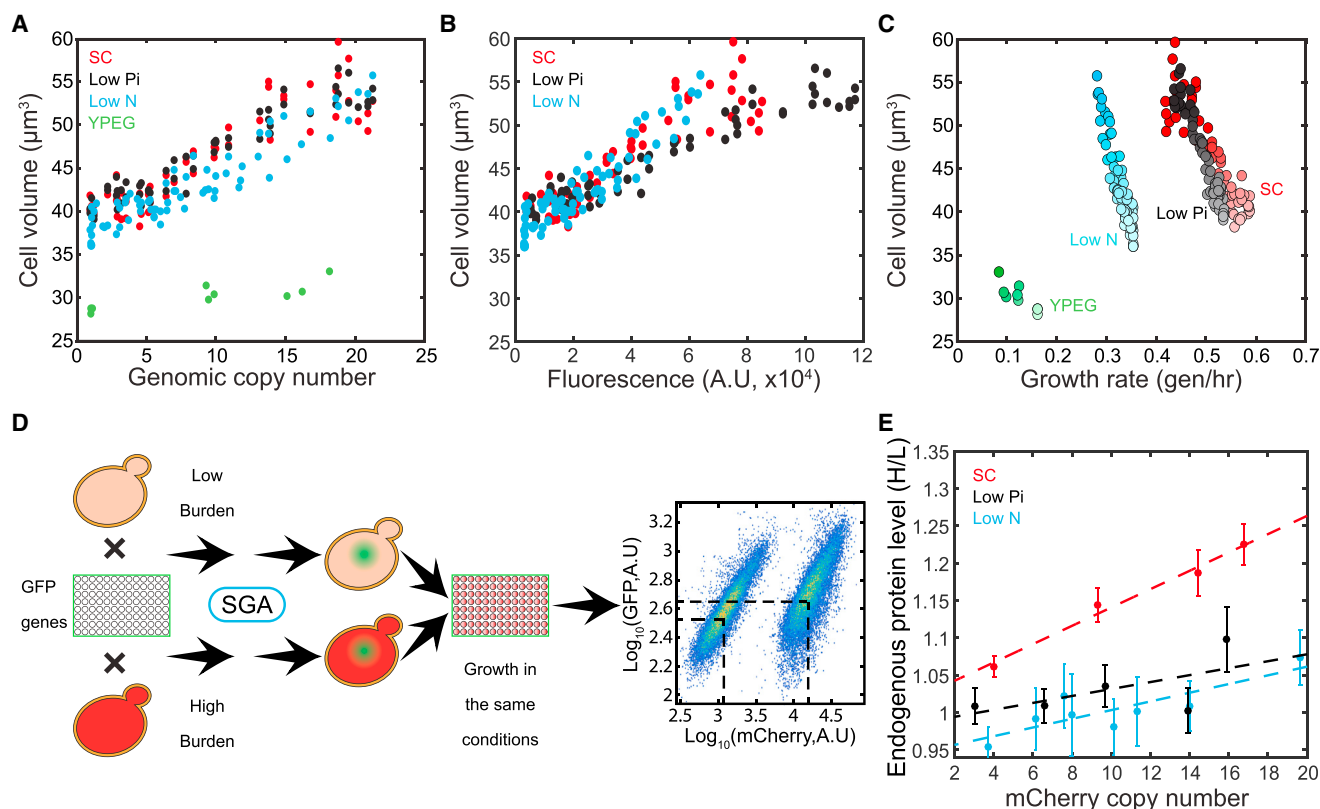 A
60
55
50
45
40
35
30
25
SC
Low Pi
Low N
YPEG
Cell volume (µm³)
0
5
10
15
20
25
Genomic copy number
B
60
55
50
45
40
35
30
25
SC
Low Pi
Low N
Cell volume (µm³)
0
2
4
6
8
10
12
Fluorescence (A.U, x10⁴)
C
60
55
50
45
40
35
30
25
Cell volume (µm³)
SC
Low Pi
Low N
YPEG
0
0.1
0.2
0.3
0.4
0.5
0.6
0.7
Growth rate (gen/hr)
D
Low
Burden
GFP
genes
SGA
High
Burden
Growth in
the same
conditions
3.2
3
2.8
2.6
2.4
2.2
2
Log₁₀(GFP,A.U)
2.5
3
3.5
4
4.5
Log₁₀(mCherry,A.U)
E
1.35
1.3
1.25
1.2
1.15
1.1
1.05
1
0.95
SC
Low Pi
Low N
Endogenous protein level (H/L)
2
4
6
8
10
12
14
16
18
20
mCherry copy number